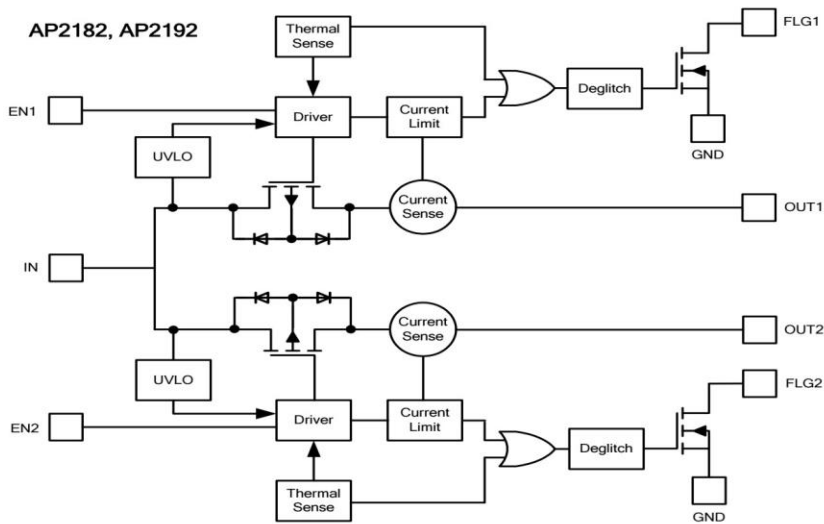 AP2182, AP2192
Thermal
Sense
FLG1
EN1
Driver
Current
Limit
Deglitch
UVLO
GND
Current
Sense
OUT1
IN
Current
Sense
OUT2
UVLO
FLG2
EN2
Driver
Current
Limit
Deglitch
Thermal
Sense
GND